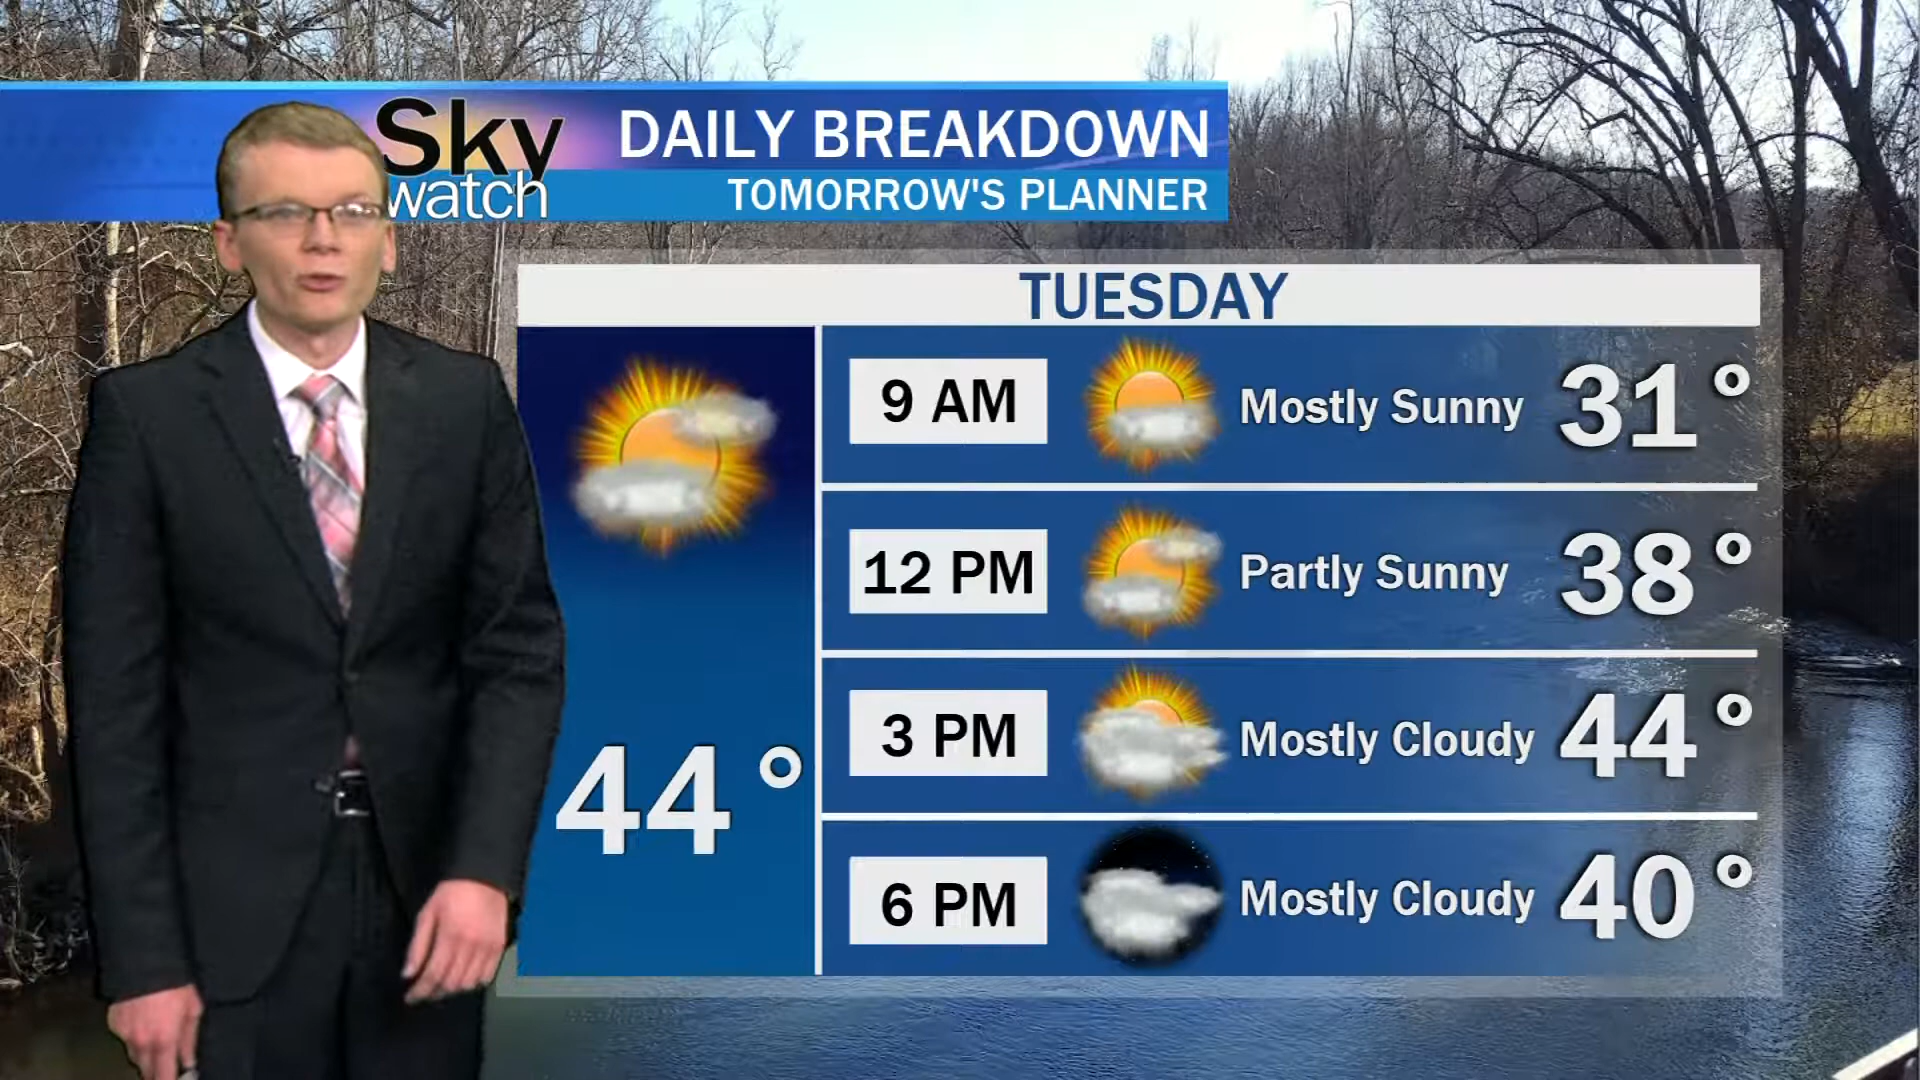 Sky
watch
DAILY BREAKDOWN
TOMORROW'S PLANNER
TUESDAY
44°
9 AM Mostly Sunny 31°
12 PM Partly Sunny 38°
3 PM Mostly Cloudy 44°
6 PM Mostly Cloudy 40°